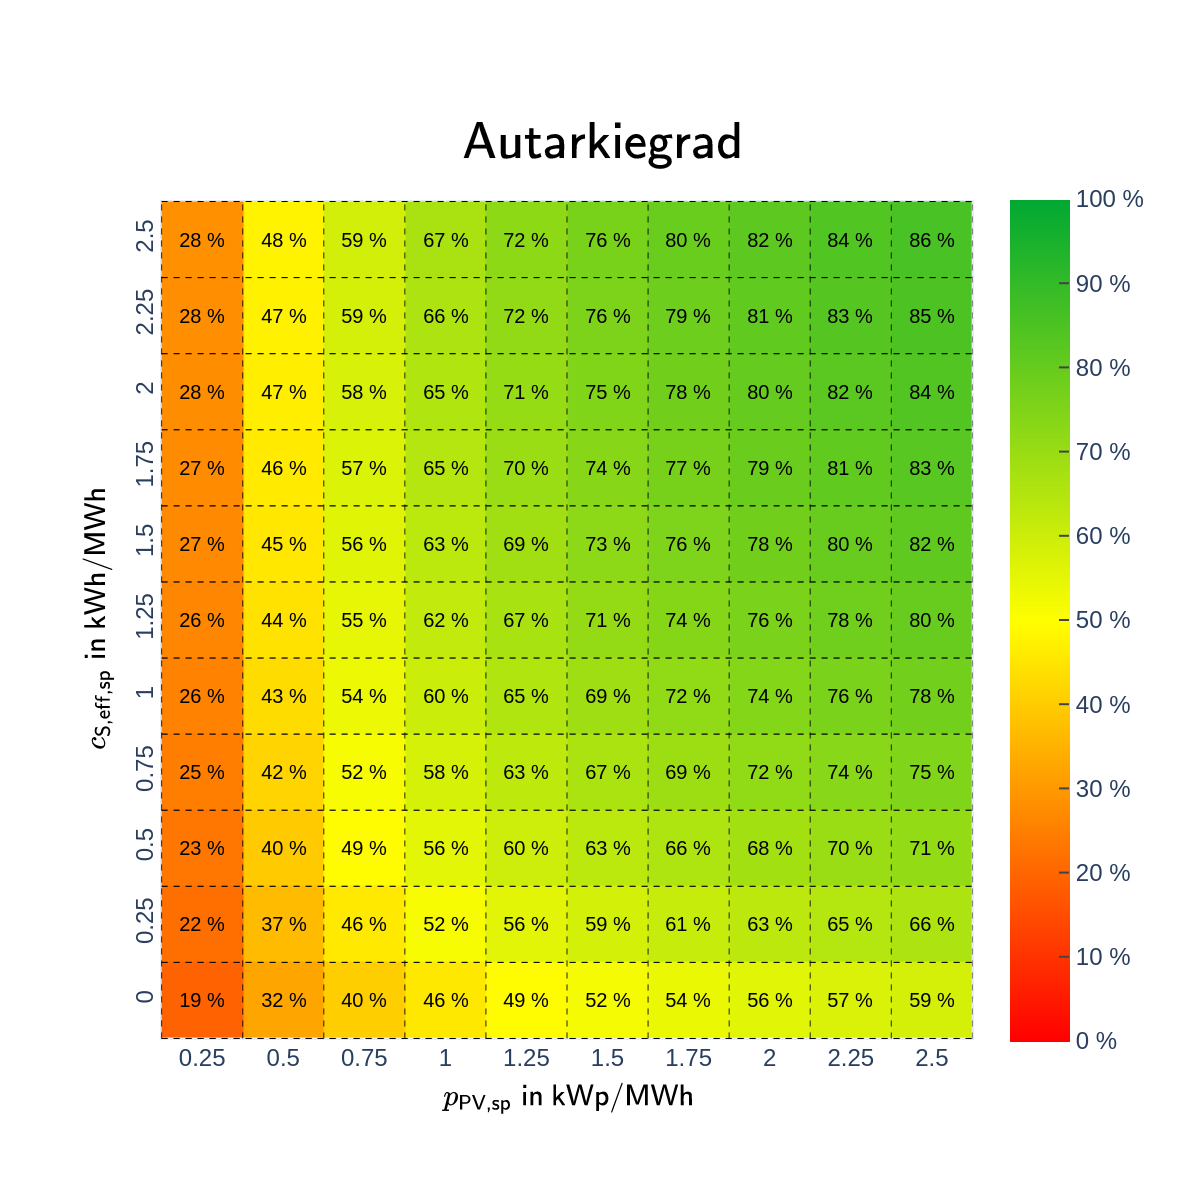 Autarkiegrad
2.5 28 % 48 % 59 % 67 % 72 % 76 % 80 % 82 % 84 % 86 %
2.25 28 % 47 % 59 % 66 % 72 % 76 % 79 % 81 % 83 % 85 %
2 28 % 47 % 58 % 65 % 71 % 75 % 78 % 80 % 82 % 84 %
1.75 27 % 46 % 57 % 65 % 70 % 74 % 77 % 79 % 81 % 83 %
1.5 27 % 45 % 56 % 63 % 69 % 73 % 76 % 78 % 80 % 82 %
1.25 26 % 44 % 55 % 62 % 67 % 71 % 74 % 76 % 78 % 80 %
1 26 % 43 % 54 % 60 % 65 % 69 % 72 % 74 % 76 % 78 %
0.75 25 % 42 % 52 % 58 % 63 % 67 % 69 % 72 % 74 % 75 %
0.5 23 % 40 % 49 % 56 % 60 % 63 % 66 % 68 % 70 % 71 %
0.25 22 % 37 % 46 % 52 % 56 % 59 % 61 % 63 % 65 % 66 %
0 19 % 32 % 40 % 46 % 49 % 52 % 54 % 56 % 57 % 59 %
0.25 0.5 0.75 1 1.25 1.5 1.75 2 2.25 2.5
p PV,sp in kWp/MWh
c S,eff,sp in kWh/MWh
100 %
90 %
80 %
70 %
60 %
50 %
40 %
30 %
20 %
10 %
0 %